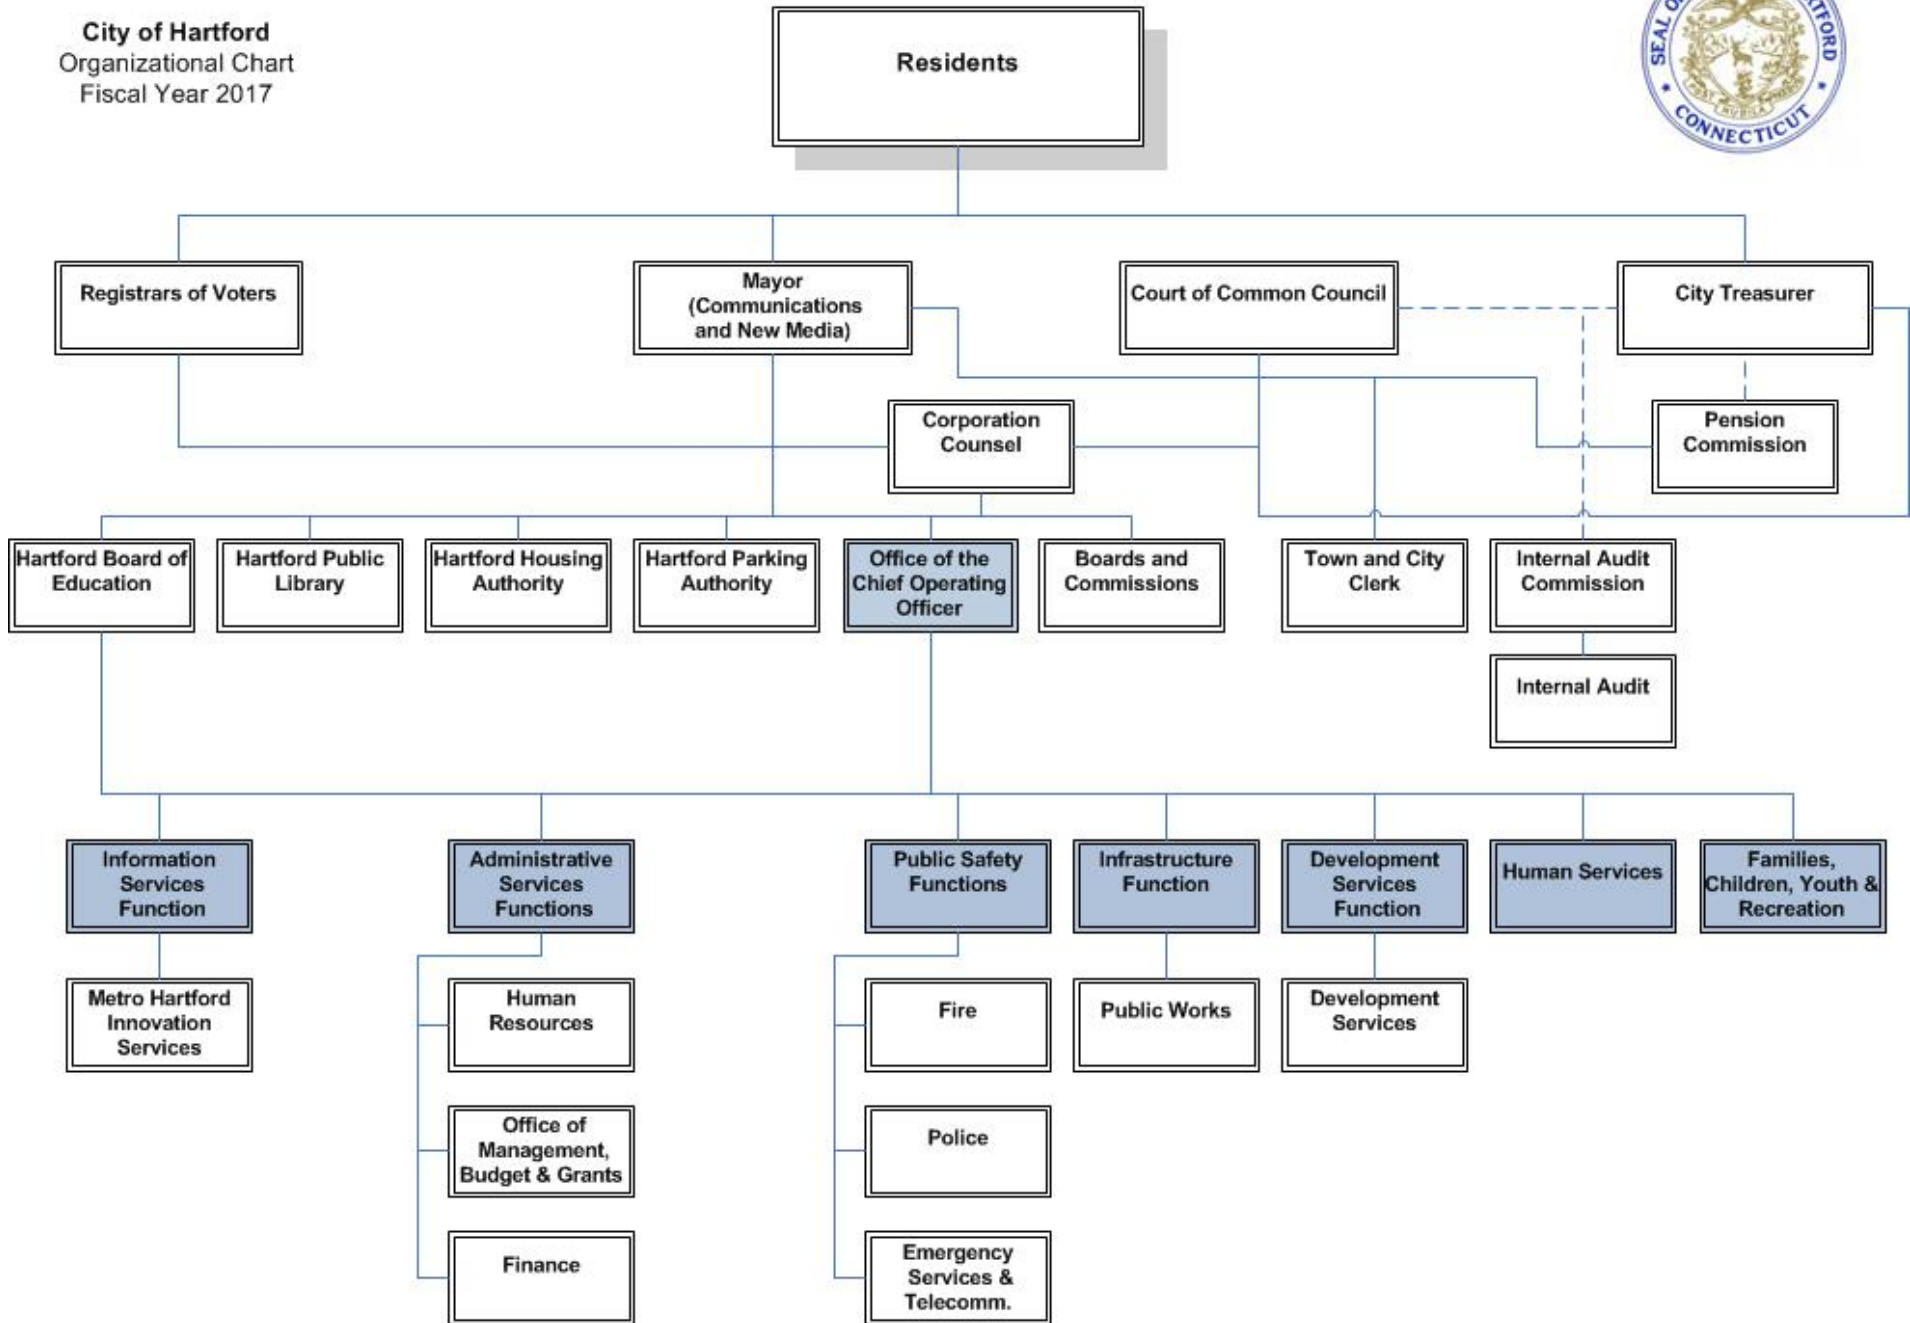 City of Hartford
Organizational Chart
Fiscal Year 2017
Residents
SEAL O
RTFORD
CONNECTICUT
POST NUBILA
Registrars of Voters
Mayor
(Communications
and New Media)
Court of Common Council
City Treasurer
Corporation
Counsel
Pension
Commission
Hartford Board of
Education
Hartford Public
Library
Hartford Housing
Authority
Hartford Parking
Authority
Office of the
Chief Operating
Officer
Boards and
Commissions
Town and City
Clerk
Internal Audit
Commission
Internal Audit
Information
Services
Function
Administrative
Services
Functions
Public Safety
Functions
Infrastructure
Function
Development
Services
Function
Human Services
Families,
Children, Youth &
Recreation
Metro Hartford
Innovation
Services
Human
Resources
Fire
Public Works
Development
Services
Office of
Management,
Budget & Grants
Police
Finance
Emergency
Services &
Telecomm.